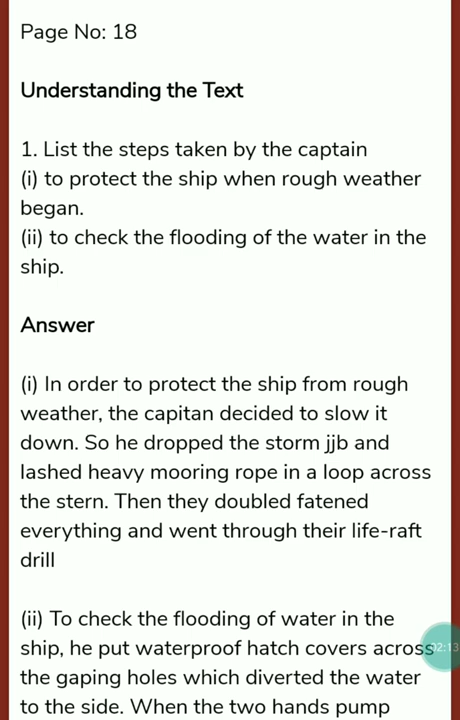 Page No: 18
Understanding the Text
1. List the steps taken by the captain
(i) to protect the ship when rough weather
began.
(ii) to check the flooding of the water in the
ship.
Answer
(i) In order to protect the ship from rough
weather, the capitan decided to slow it
down. So he dropped the storm jjb and
lashed heavy mooring rope in a loop across
the stern. Then they doubled fatened
everything and went through their life-raft
drill
(ii) To check the flooding of water in the
ship, he put waterproof hatch covers across
02:13
the gaping holes which diverted the water
to the side. When the two hands pump